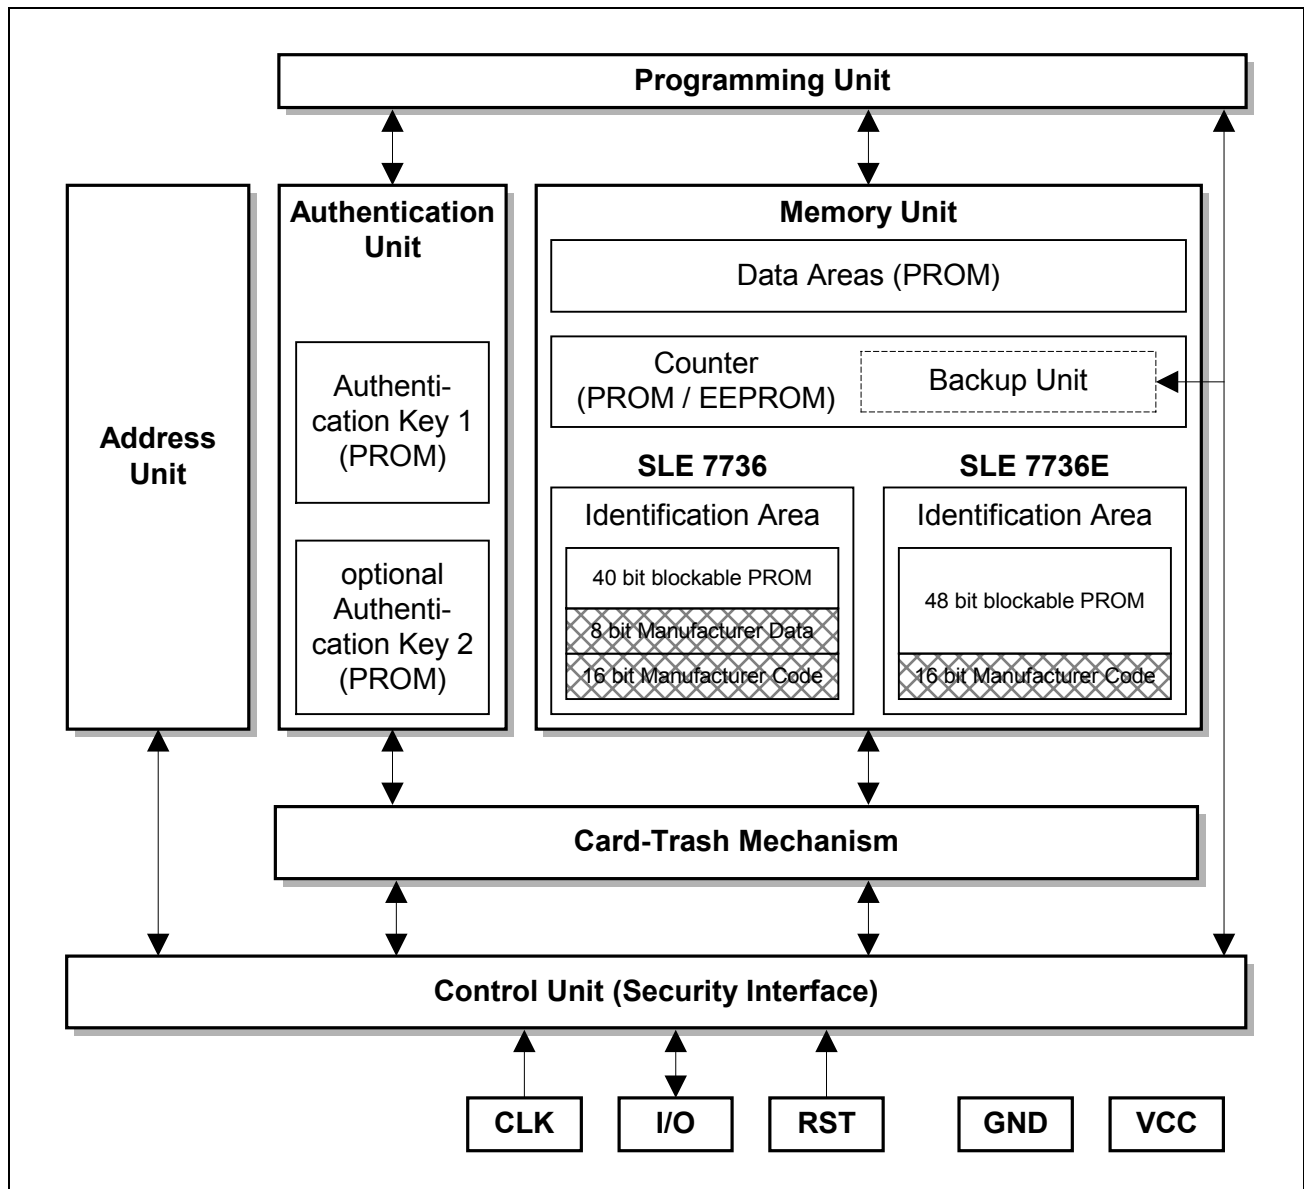 Programming Unit
Address
Unit
Authentication
Unit
Authenti-
cation Key 1
(PROM)
optional
Authenti-
cation Key 2
(PROM)
Memory Unit
Data Areas (PROM)
Counter
(PROM / EEPROM)
Backup Unit
SLE 7736
Identification Area
40 bit blockable PROM
8 bit Manufacturer Data
16 bit Manufacturer Code
SLE 7736E
Identification Area
48 bit blockable PROM
16 bit Manufacturer Code
Card-Trash Mechanism
Control Unit (Security Interface)
CLK
I/O
RST
GND
VCC